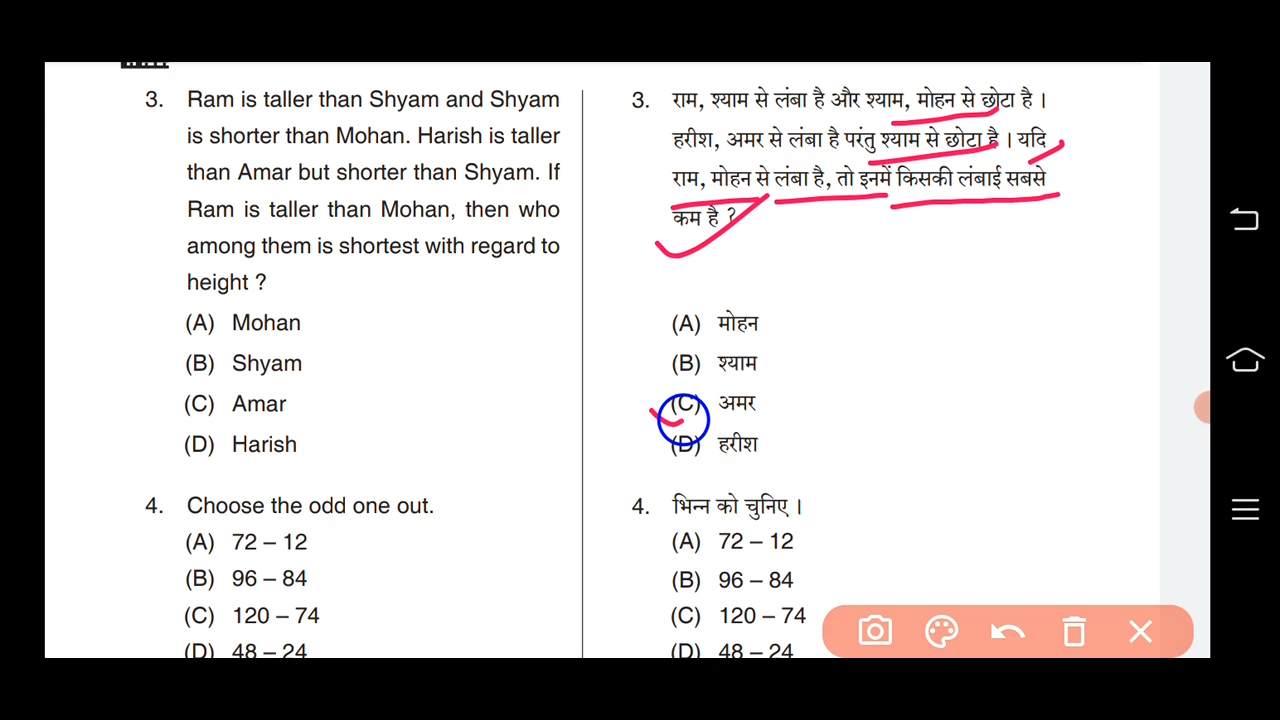 3. Ram is taller than Shyam and Shyam
is shorter than Mohan. Harish is taller
than Amar but shorter than Shyam. If
Ram is taller than Mohan, then who
among them is shortest with regard to
height ?
(A) Mohan
(B) Shyam
(C) Amar
(D) Harish
4. Choose the odd one out.
(A) 72 – 12
(B) 96 – 84
(C) 120 – 74
(D) 48 – 24
3. राम, श्याम से लंबा है और श्याम, मोहन से छोटा है ।
हरीश, अमर से लंबा है परंतु श्याम से छोटा है । यदि
राम, मोहन से लंबा है, तो इनमें किसकी लंबाई सबसे
कम है ?
(A) मोहन
(B) श्याम
(C) अमर
(D) हरीश
4. भिन्न को चुनिए ।
(A) 72 – 12
(B) 96 – 84
(C) 120 – 74
(D) 48 – 24